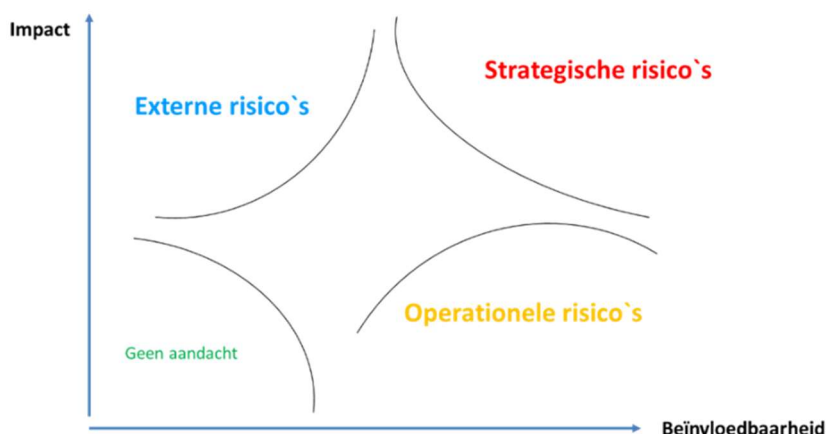 Impact
Strategische risico`s
Externe risico`s
Operationele risico`s
Geen aandacht
Beïnvloedbaarheid